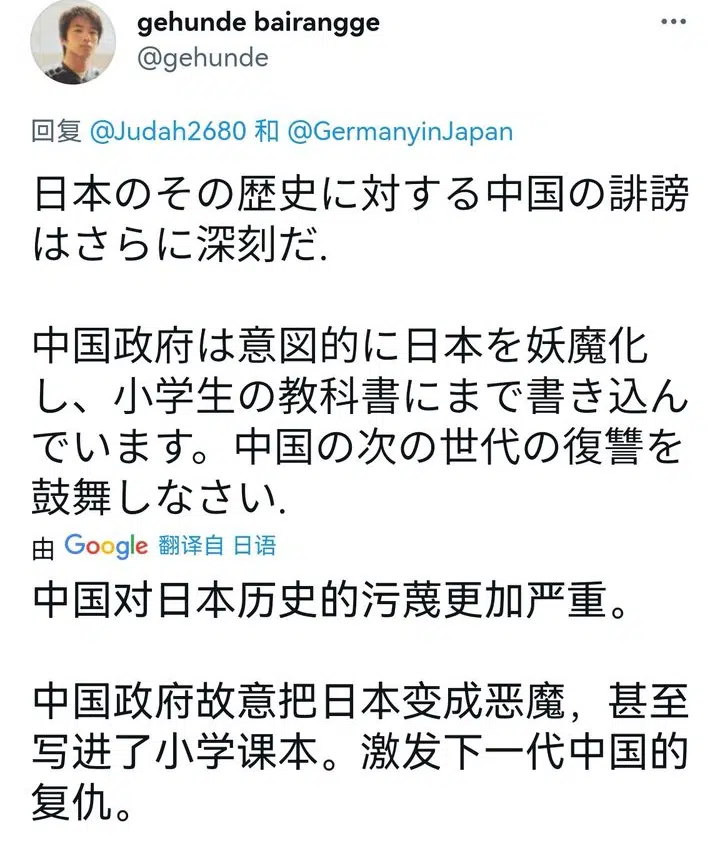 gehunde bairangge
@gehunde
回复 @Judah2680 和 @GermanyinJapan
日本のその歴史に対する中国の誹謗
はさらに深刻だ.
中国政府は意図的に日本を妖魔化
し、小学生の教科書にまで書き込ん
でいます。中国の次の世代の復讐を
鼓舞しなさい.
由 Google 翻译自 日语
中国对日本历史的污蔑更加严重。
中国政府故意把日本变成恶魔，甚至
写进了小学课本。激发下一代中国的
复仇。